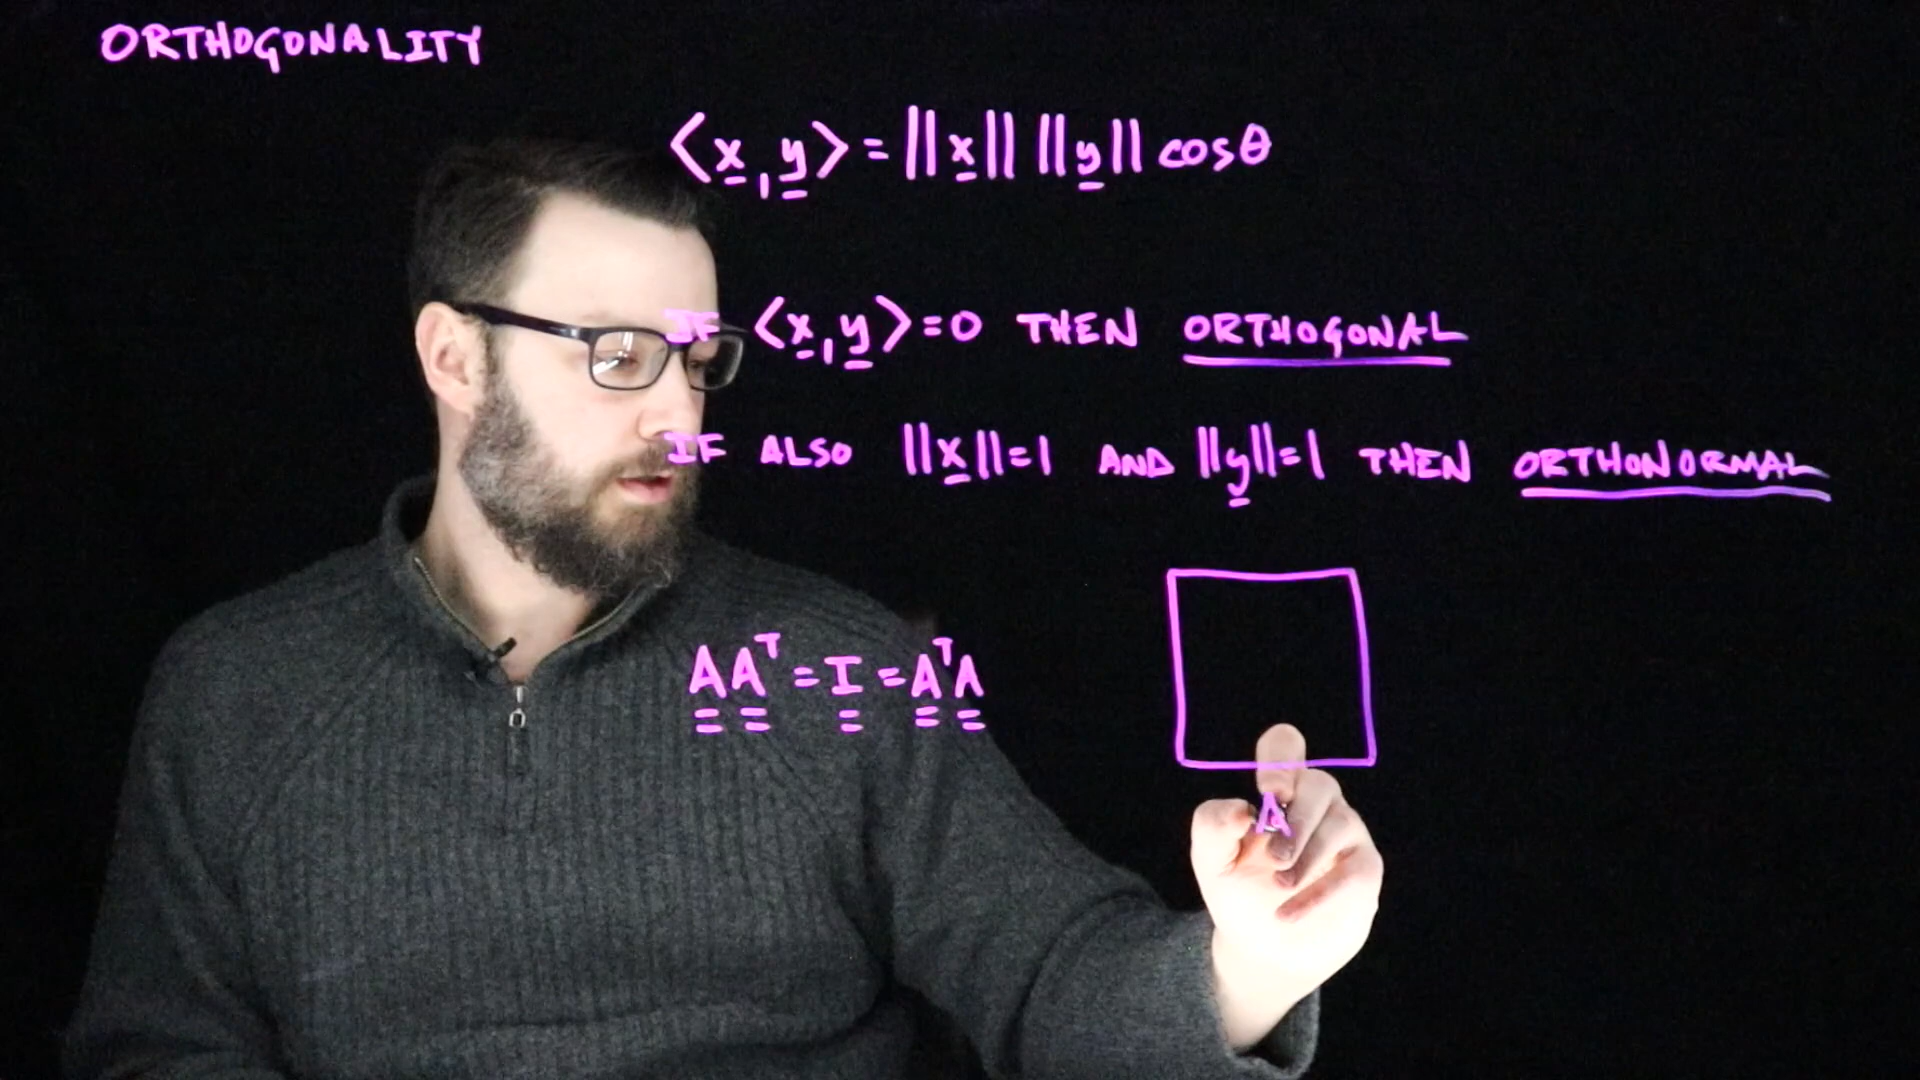 ORTHOGONALITY
<x,y> = ||x|| ||y|| cosθ
IF <x,y> = 0 THEN ORTHOGONAL
IF ALSO ||x||=1 AND ||y||=1 THEN ORTHONORMAL
AAᵀ = I = AᵀA
A